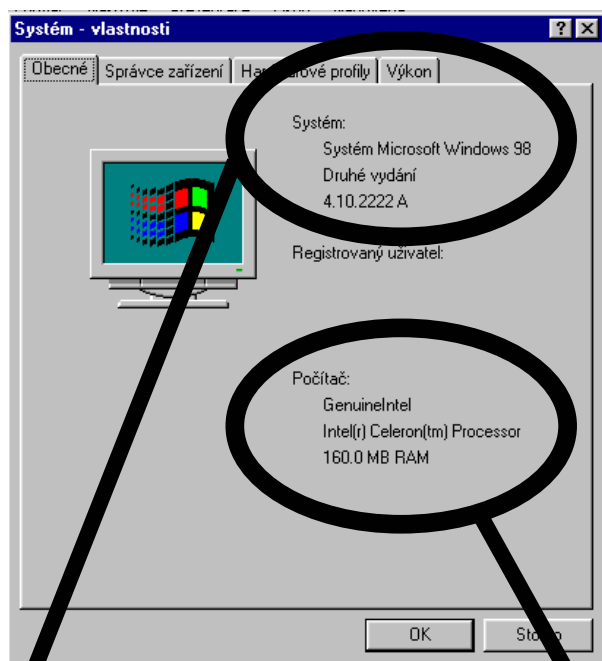 Systém - vlastnosti
Obecné Správce zařízení profily Výkon
Systém:
Systém Microsoft Windows 98
Druhé vydání
4.10.2222 A
Registrovaný uživatel:
Počítač:
GenuineIntel
Intel(r) Celeron(tm) Processor
160.0 MB RAM
OK